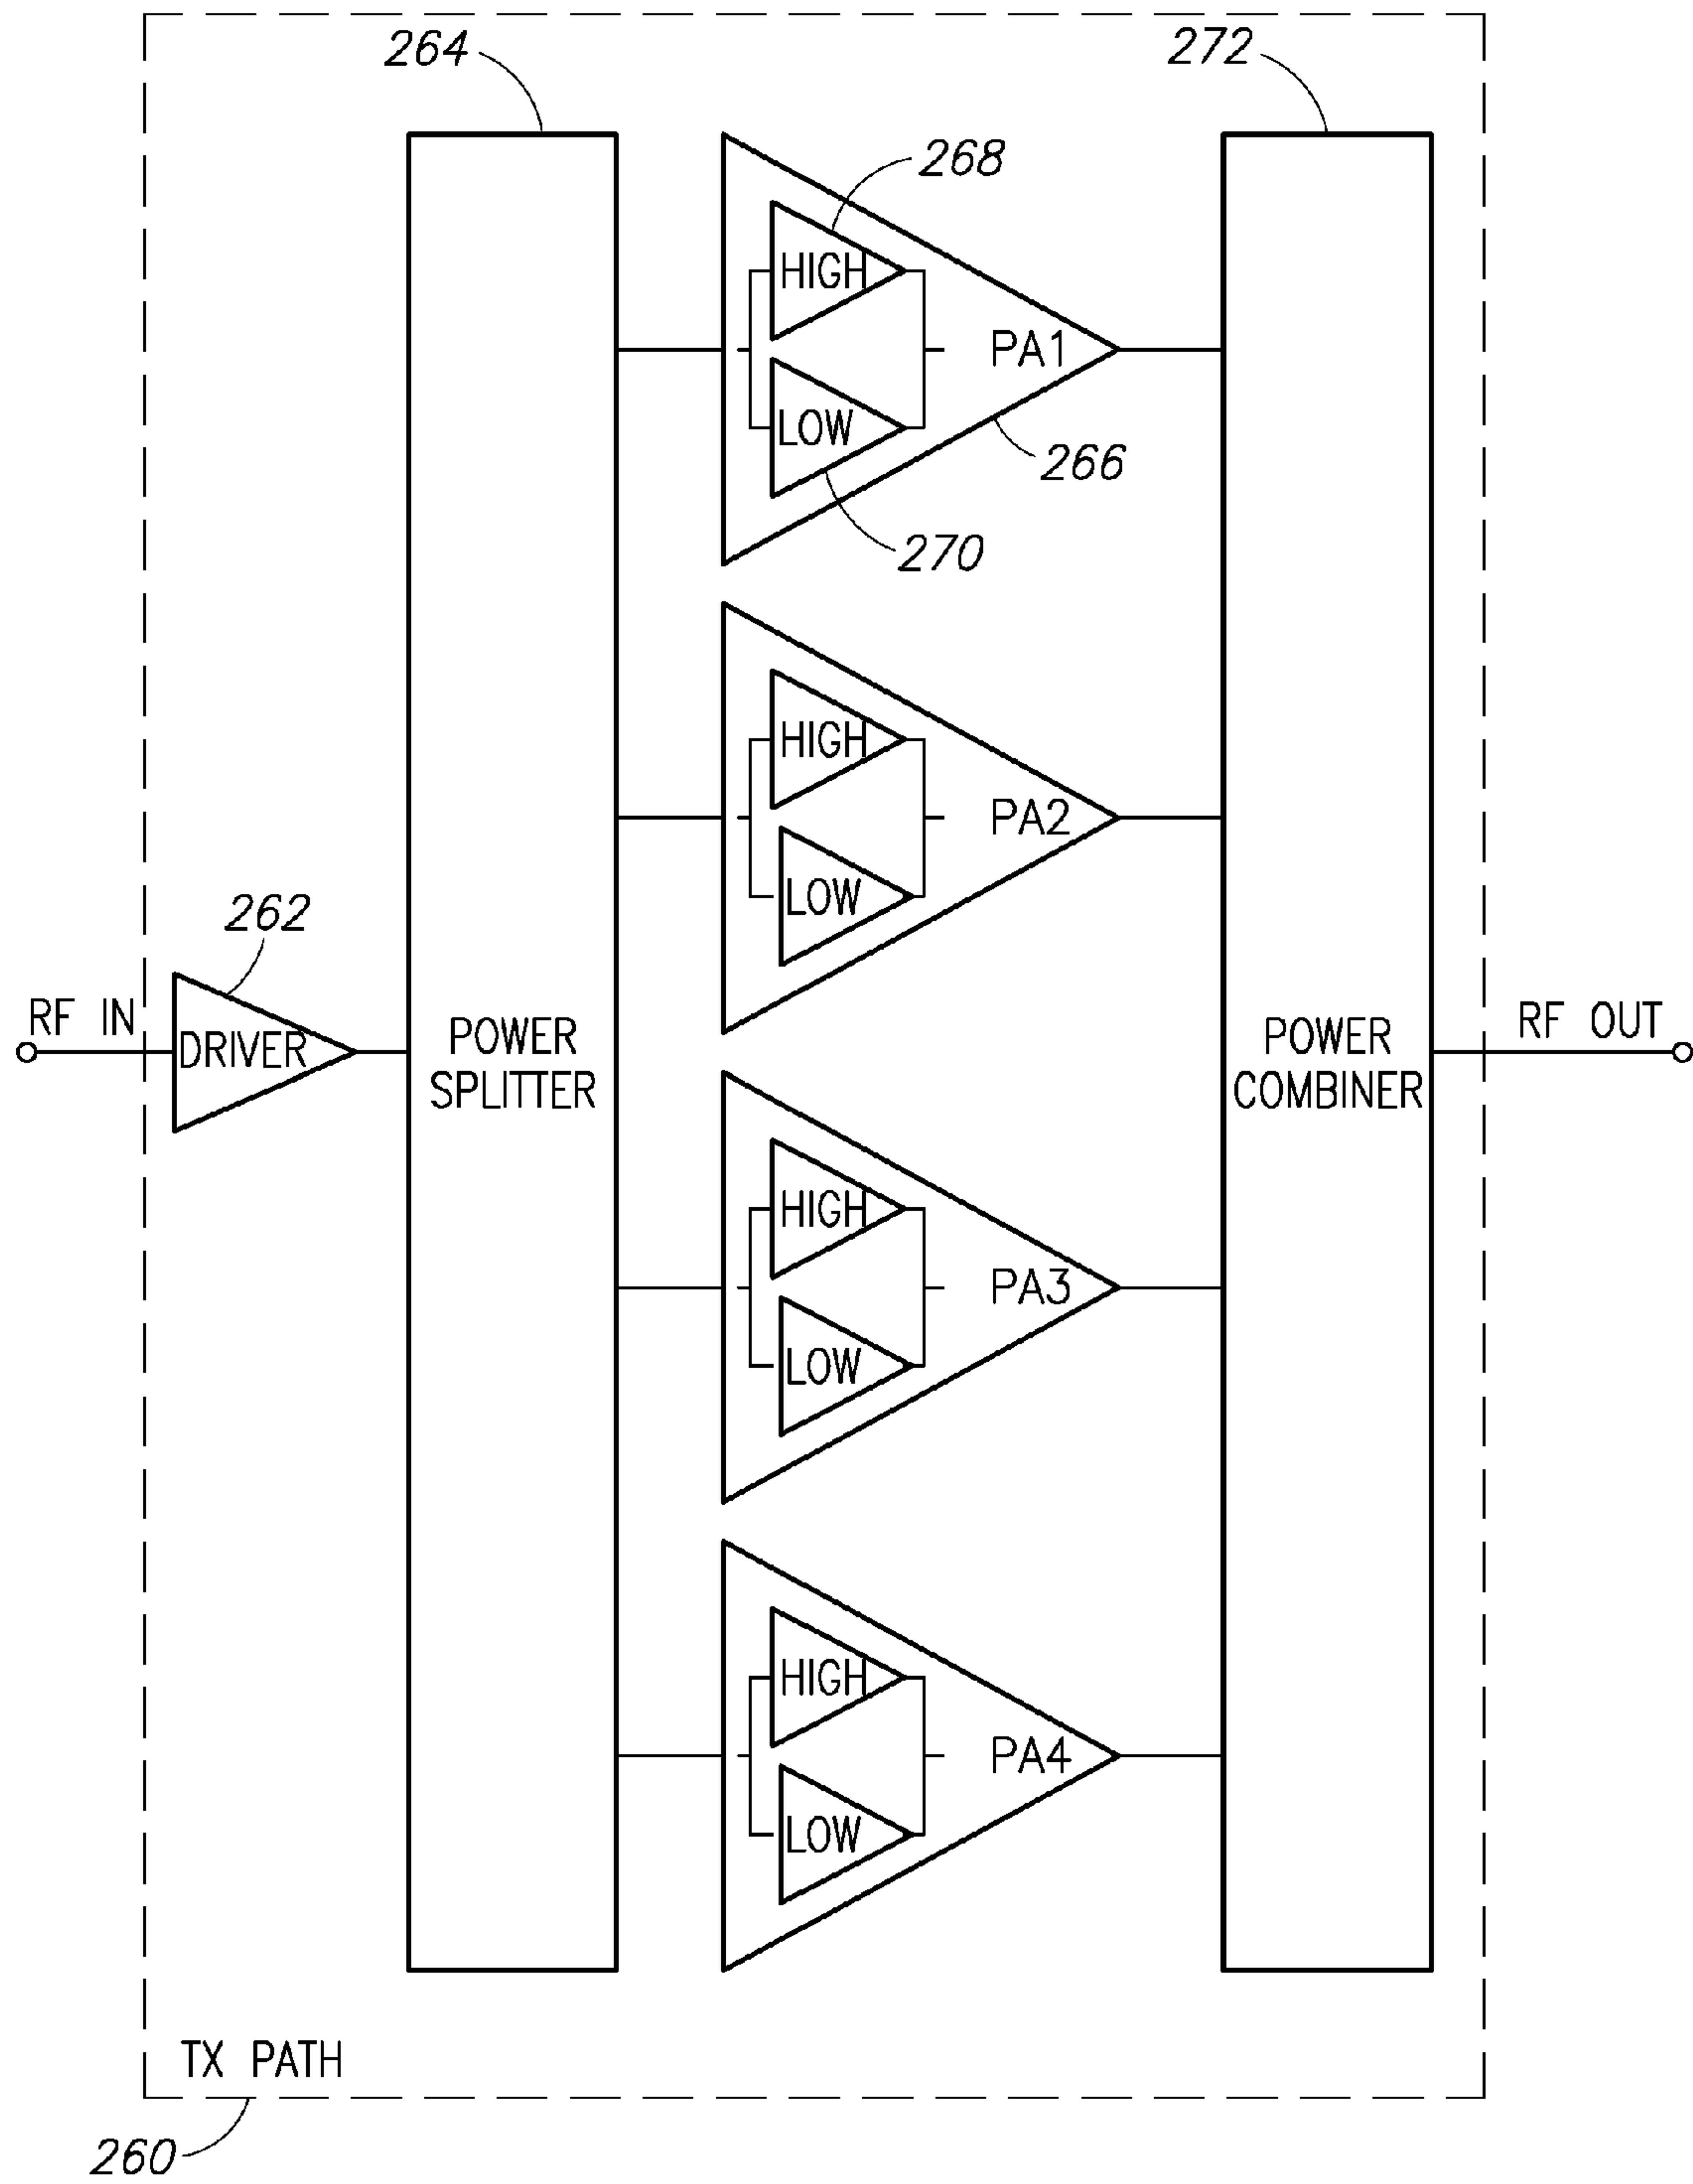 264
272
268
HIGH
PA1
LOW
266
270
HIGH
PA2
LOW
262
RF IN
DRIVER
POWER
SPLITTER
POWER
COMBINER
RF OUT
HIGH
PA3
LOW
HIGH
PA4
LOW
TX PATH
260